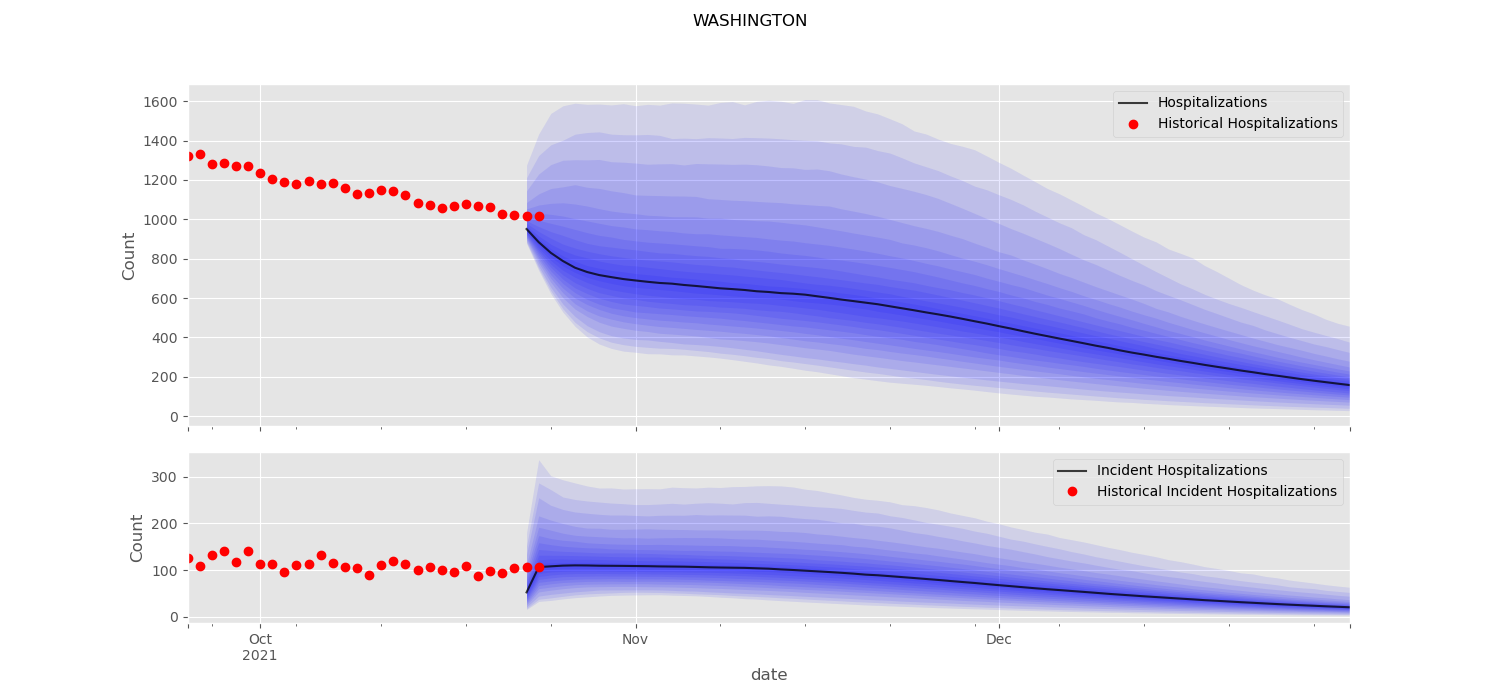 WASHINGTON
1600
1400
1200
1000
800
600
400
200
0
Count
Hospitalizations
Historical Hospitalizations
300
200
100
0
Count
Incident Hospitalizations
Historical Incident Hospitalizations
Oct
2021
Nov
Dec
date